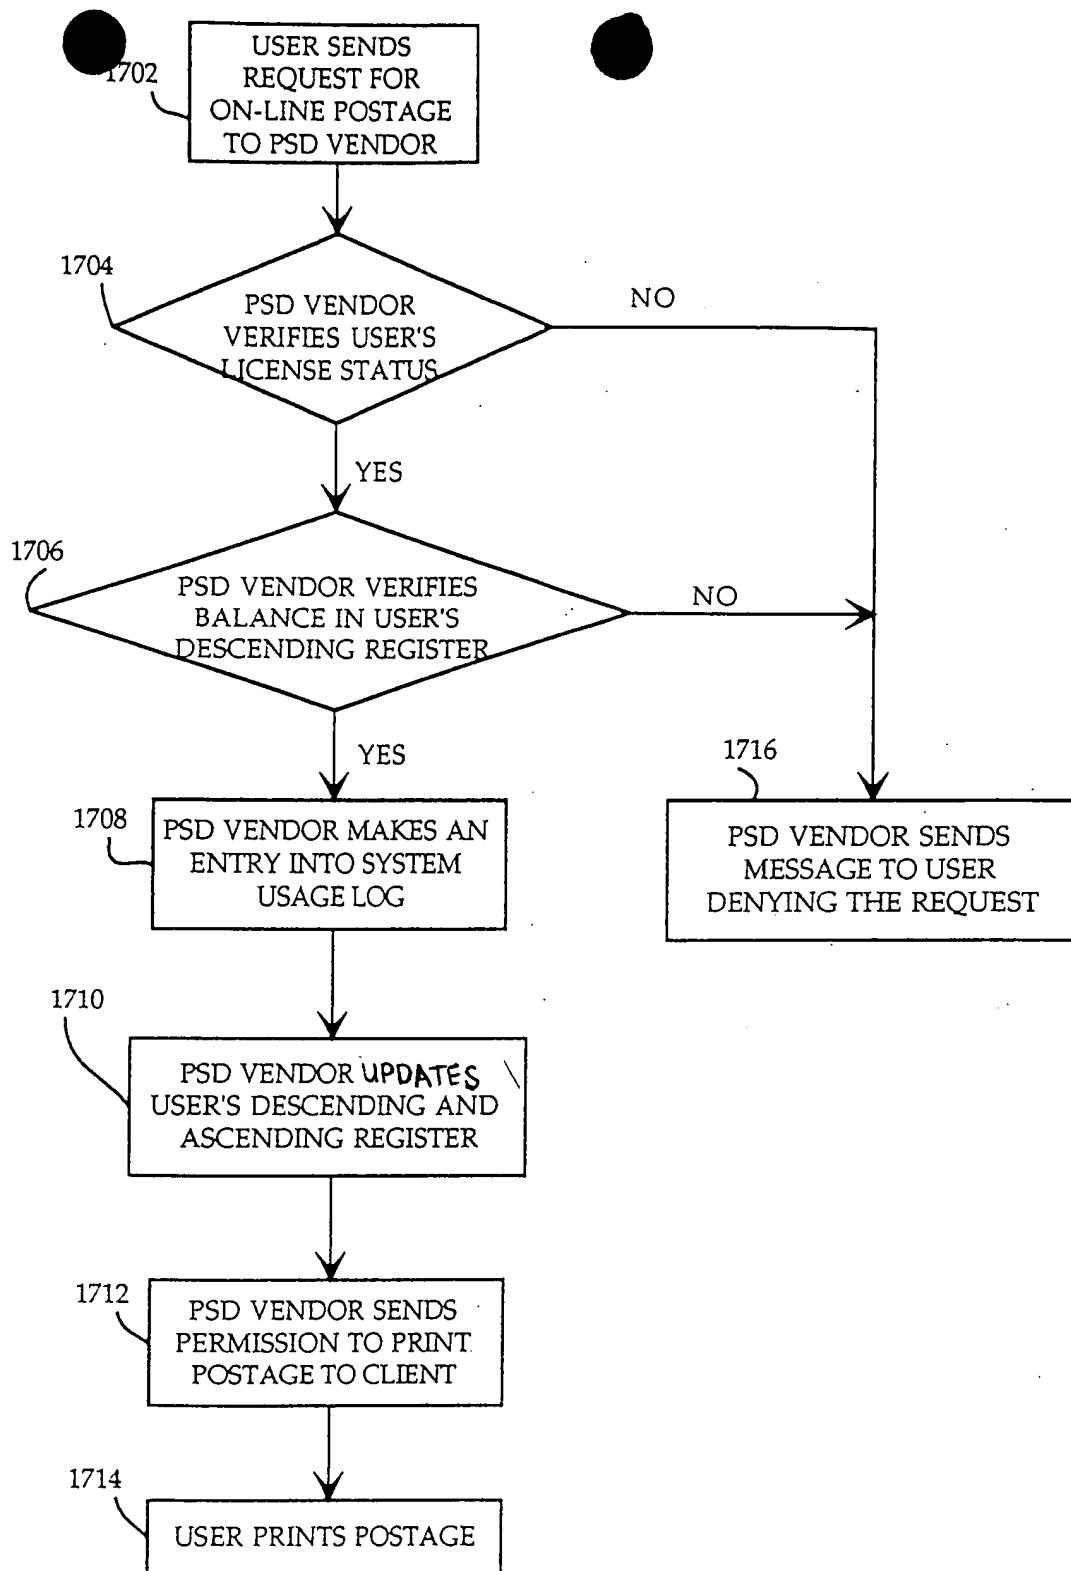 1702
USER SENDS
REQUEST FOR
ON-LINE POSTAGE
TO PSD VENDOR
1704
PSD VENDOR
VERIFIES USER'S
LICENSE STATUS
NO
YES
1706
PSD VENDOR VERIFIES
BALANCE IN USER'S
DESCENDING REGISTER
NO
YES
1708
PSD VENDOR MAKES AN
ENTRY INTO SYSTEM
USAGE LOG
1716
PSD VENDOR SENDS
MESSAGE TO USER
DENYING THE REQUEST
1710
PSD VENDOR UPDATES
USER'S DESCENDING AND
ASCENDING REGISTER
1712
PSD VENDOR SENDS
PERMISSION TO PRINT
POSTAGE TO CLIENT
1714
USER PRINTS POSTAGE